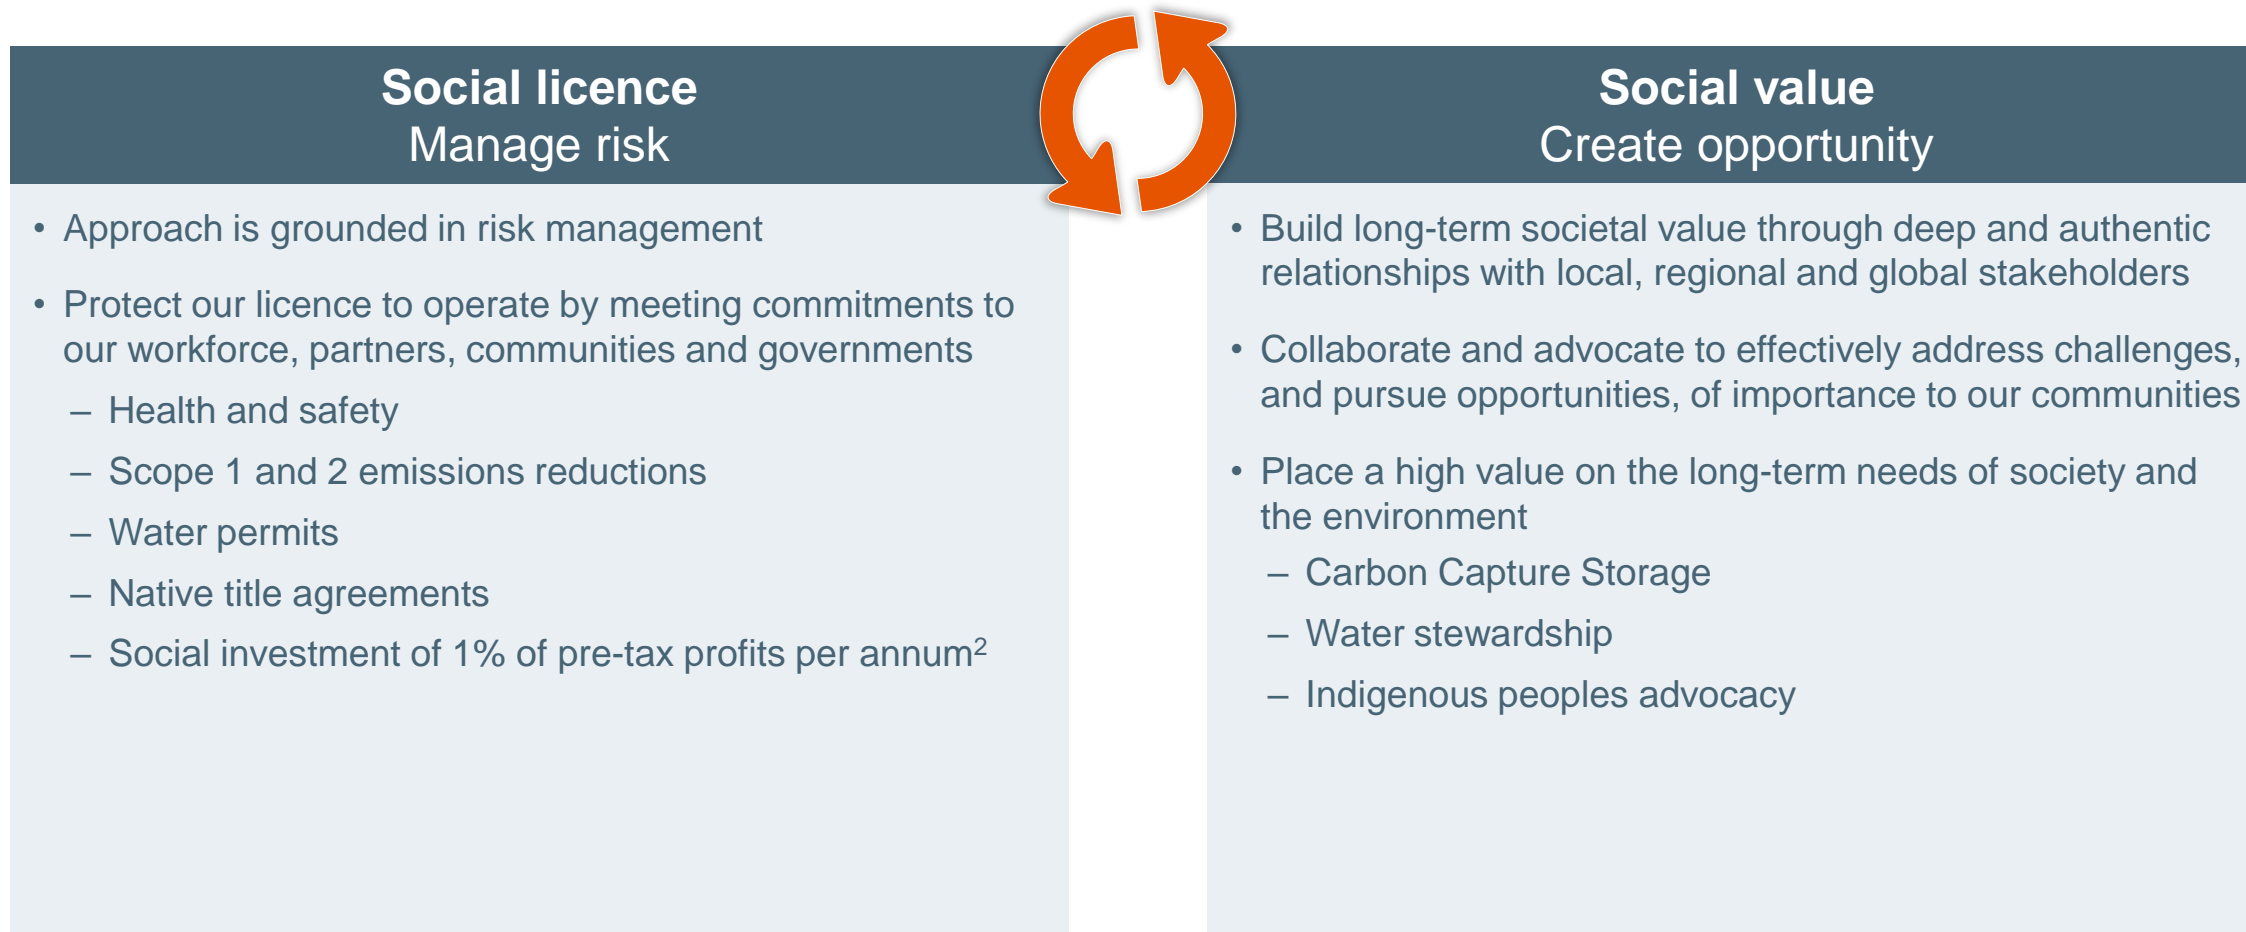 Social licence
Manage risk
• Approach is grounded in risk management
• Protect our licence to operate by meeting commitments to
our workforce, partners, communities and governments
– Health and safety
– Scope 1 and 2 emissions reductions
– Water permits
– Native title agreements
– Social investment of 1% of pre-tax profits per annum²
Social value
Create opportunity
• Build long-term societal value through deep and authentic
relationships with local, regional and global stakeholders
• Collaborate and advocate to effectively address challenges,
and pursue opportunities, of importance to our communities
• Place a high value on the long-term needs of society and
the environment
– Carbon Capture Storage
– Water stewardship
– Indigenous peoples advocacy